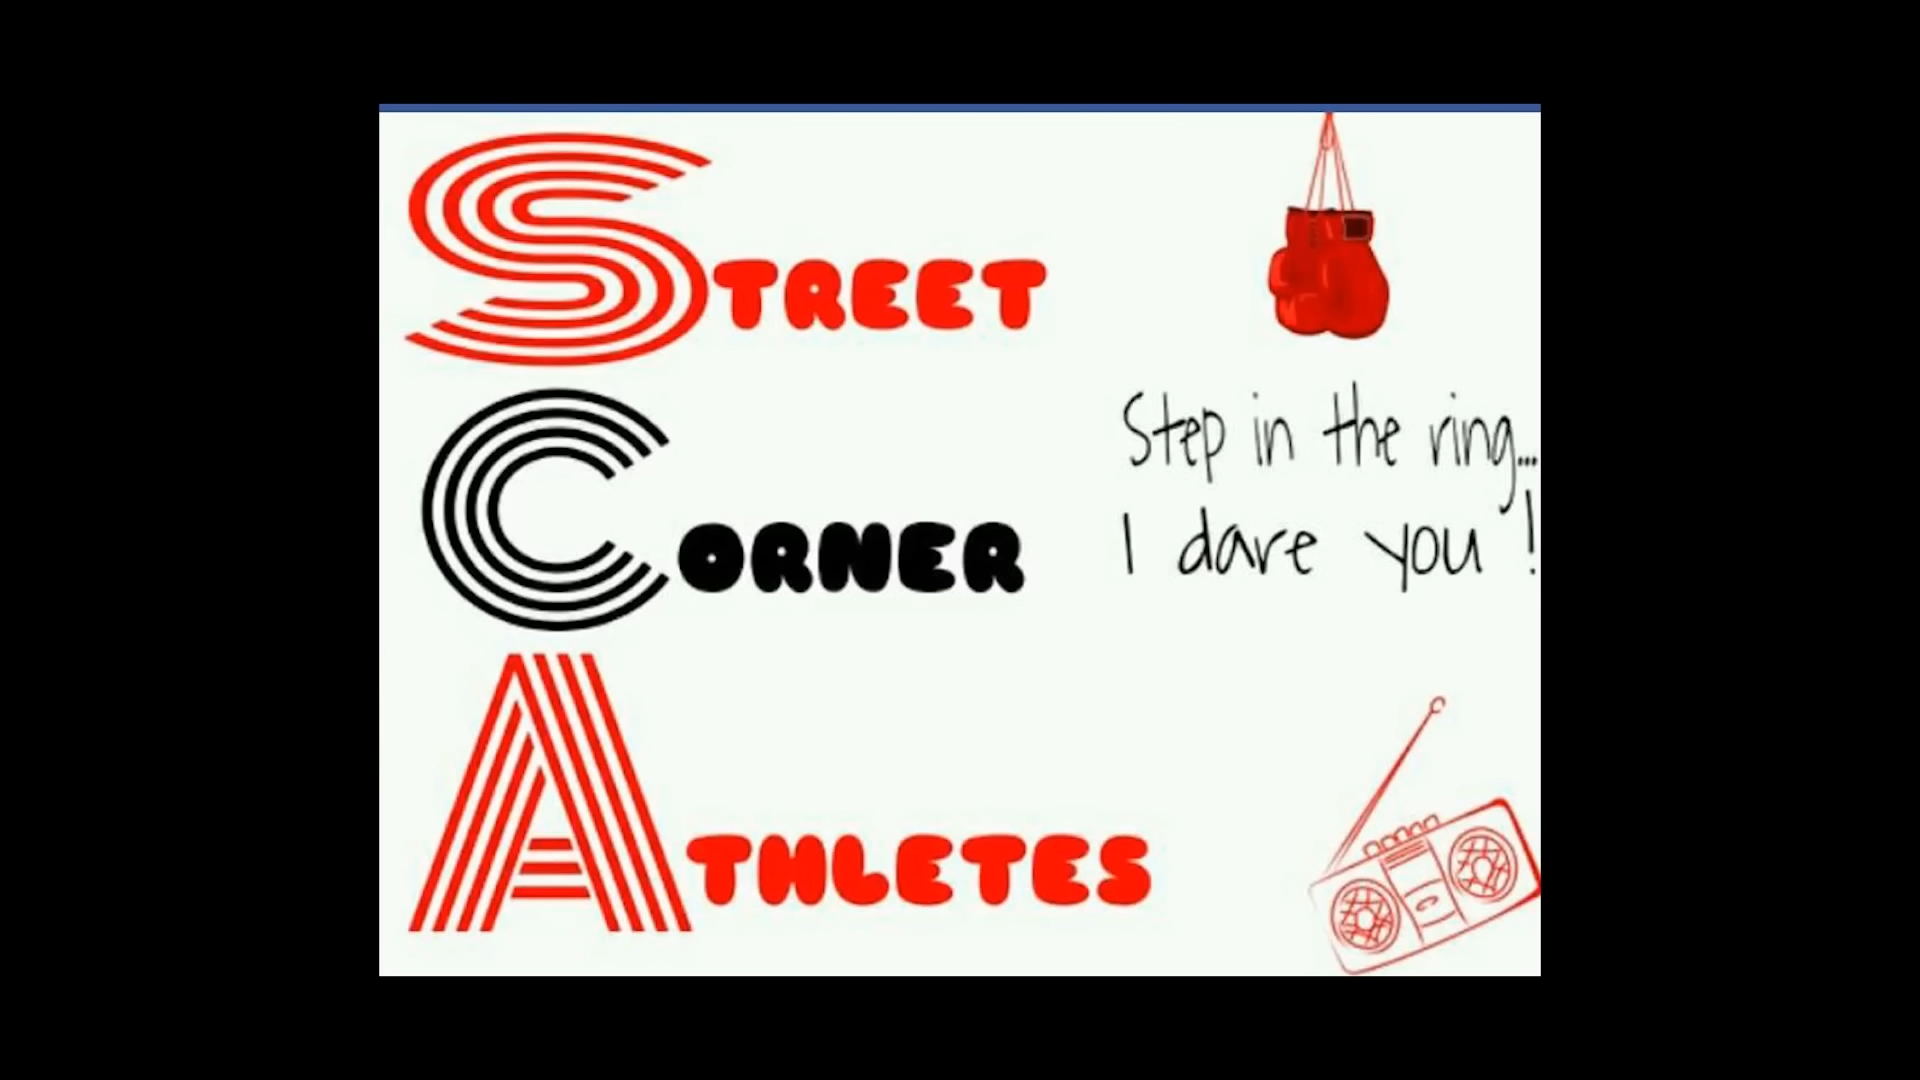 STREET
CORNER
ATHLETES
Step in the ring...
I dare you!